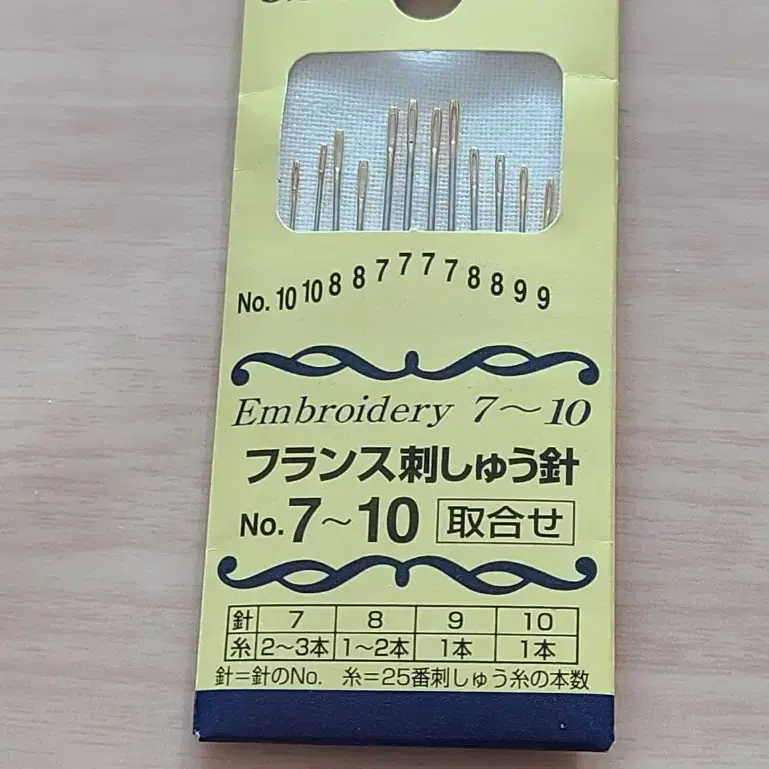 No. 10 10 8 8 7 7 7 7 8 8 9 9
Embroidery 7～10
フランス刺しゅう針
No.7～10 取合せ
針 7 8 9 10
糸 2～3本 1～2本 1本 1本
針＝針のNo. 糸＝25番刺しゅう糸の本数